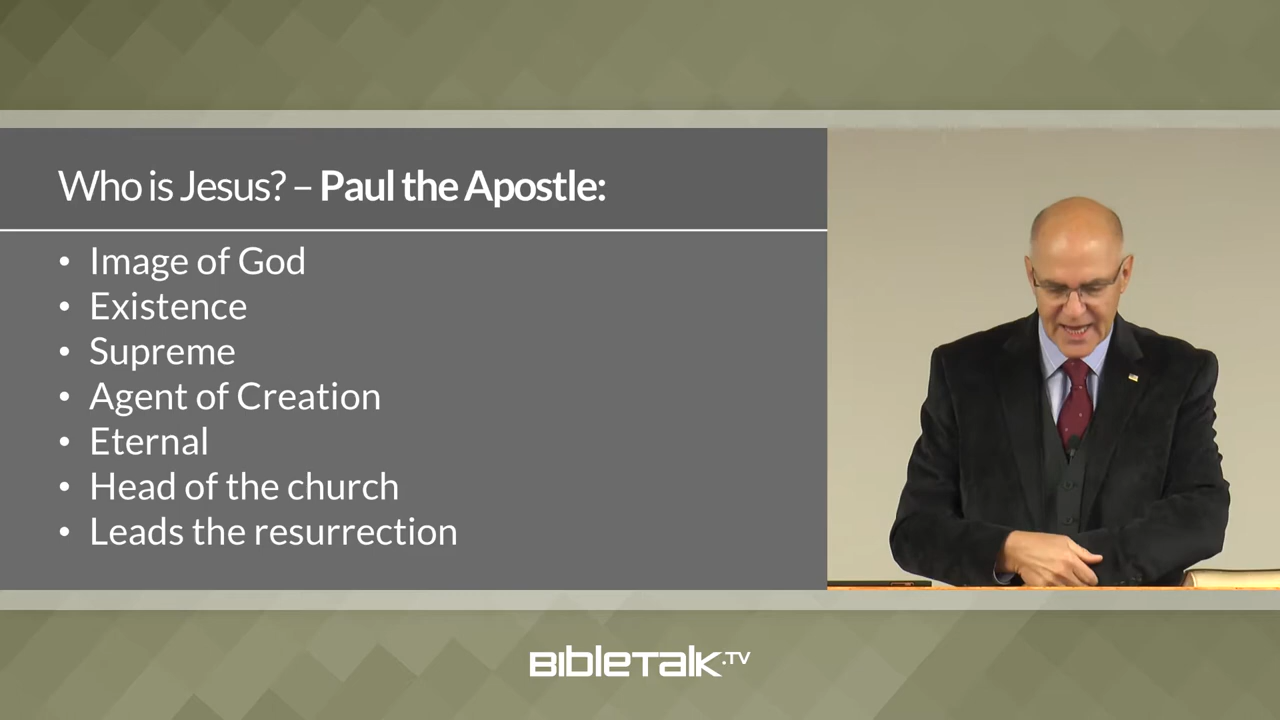 Who is Jesus? – Paul the Apostle:
• Image of God
• Existence
• Supreme
• Agent of Creation
• Eternal
• Head of the church
• Leads the resurrection
BibleTalk.TV